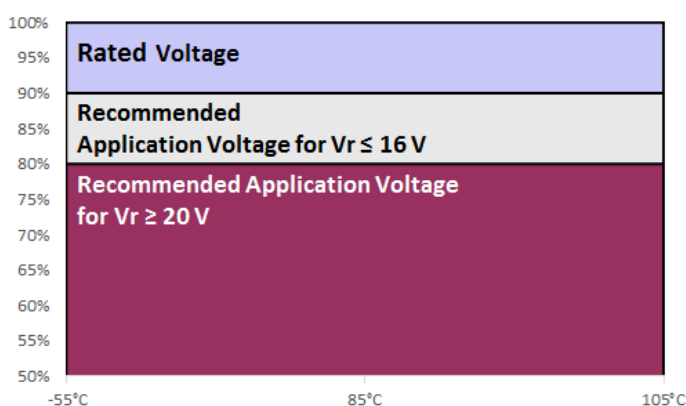 100%
95%
90%
85%
80%
75%
70%
65%
60%
55%
50%
Rated Voltage
Recommended
Application Voltage for Vr ≤ 16 V
Recommended Application Voltage
for Vr ≥ 20 V
-55°C
85°C
105°C